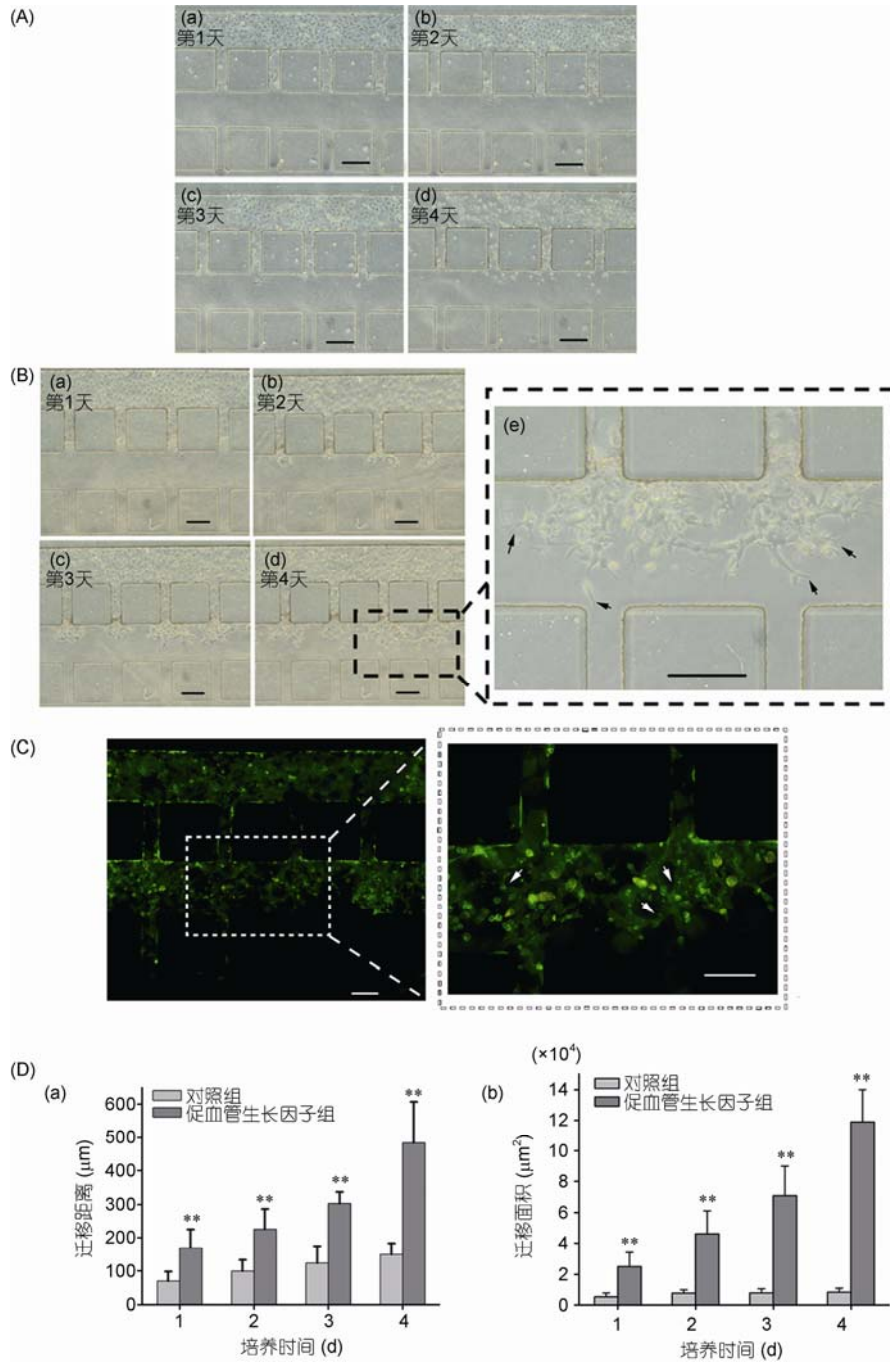 (A)
(a)
第1天
(b)
第2天
(c)
第3天
(d)
第4天
(B)
(a)
第1天
(b)
第2天
(c)
第3天
(d)
第4天
(e)
(C)
(D)
(a)
对照组
促血管生长因子组
600
500
400
300
200
100
0
迁移距离 (μm)
**
**
**
**
1
2
3
4
培养时间 (d)
(b)
(×10⁴)
对照组
促血管生长因子组
14
12
10
8
6
4
2
0
迁移面积 (μm²)
**
**
**
**
1
2
3
4
培养时间 (d)